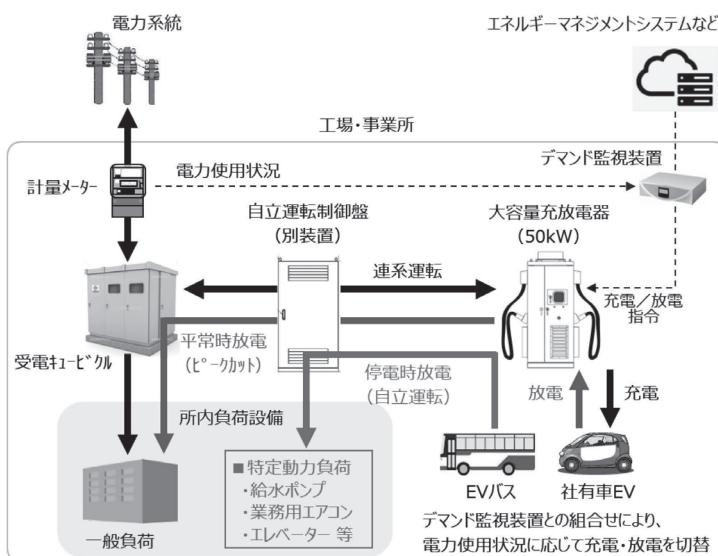 電力系統
エネルギーマネジメントシステムなど
工場・事業所
計量メーター
電力使用状況
デマンド監視装置
自立運転制御盤
(別装置)
大容量充放電器
(50kW)
連系運転
充電/放電
指令
受電ｷｭｰﾋﾞｸﾙ
平常時放電
(ﾋﾟｰｸカット)
停電時放電
(自立運転)
放電
充電
所内負荷設備
一般負荷
■特定動力負荷
・給水ポンプ
・業務用エアコン
・エレベーター 等
EVバス
社有車EV
デマンド監視装置との組合せにより、
電力使用状況に応じて充電・放電を切替